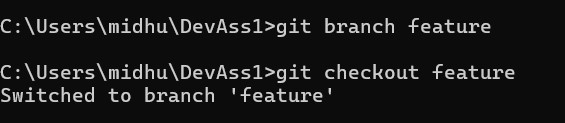 C:\Users\midhu\DevAss1>git branch feature
C:\Users\midhu\DevAss1>git checkout feature
Switched to branch 'feature'